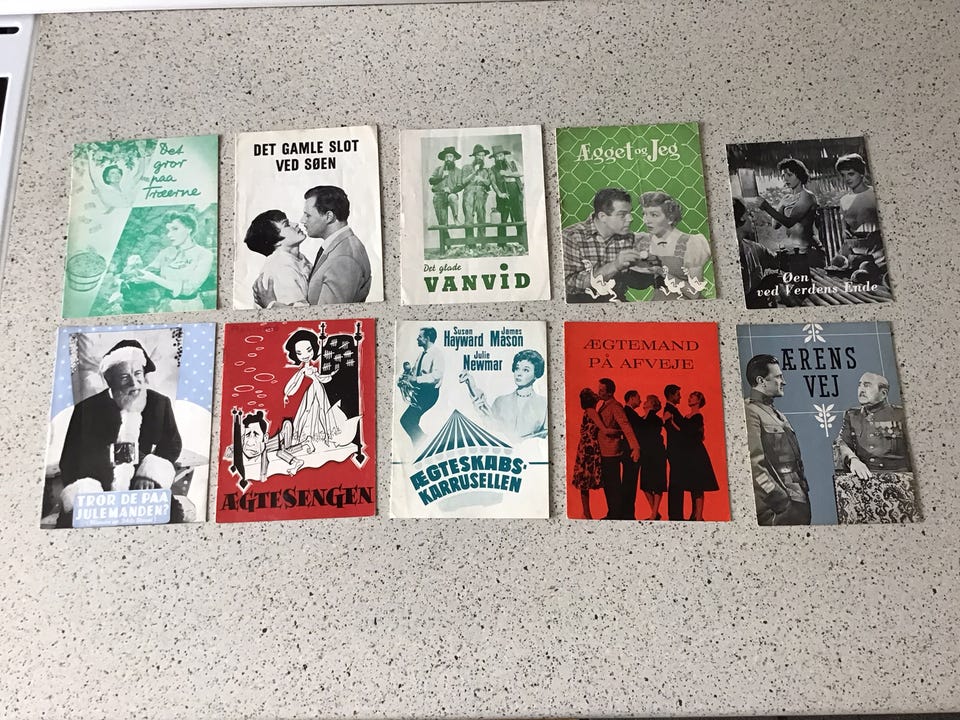 Det
gror
paa
Træerne
DET GAMLE SLOT
VED SØEN
Det glade
VANVID
Ægget og Jeg
Øen
ved Verdens Ende
TROR DE PAA
JULEMANDEN?
ÆGTESENGEN
Susan
Hayward
James
Mason
Julie
Newmar
ÆGTESKABS-
KARRUSELLEN
ÆGTEMAND
PÅ AFVEJE
ÆRENS
VEJ